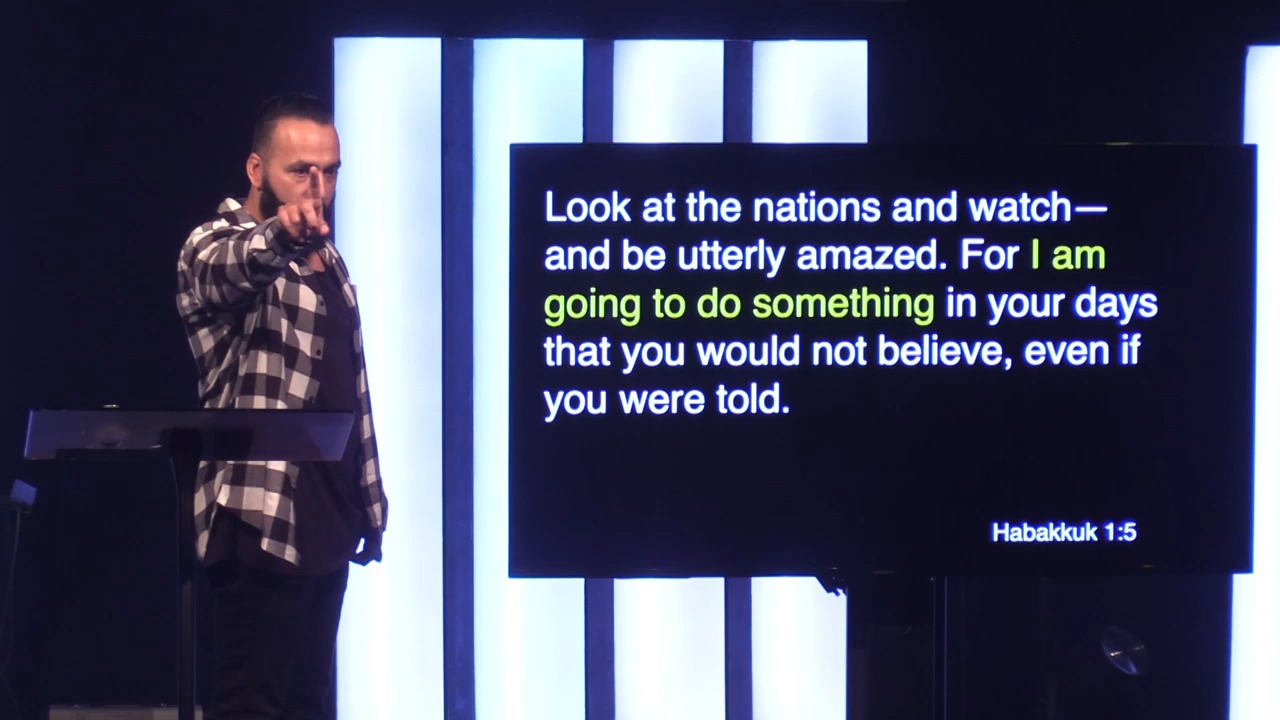 Look at the nations and watch—
and be utterly amazed. For I am
going to do something in your days
that you would not believe, even if
you were told.
Habakkuk 1:5